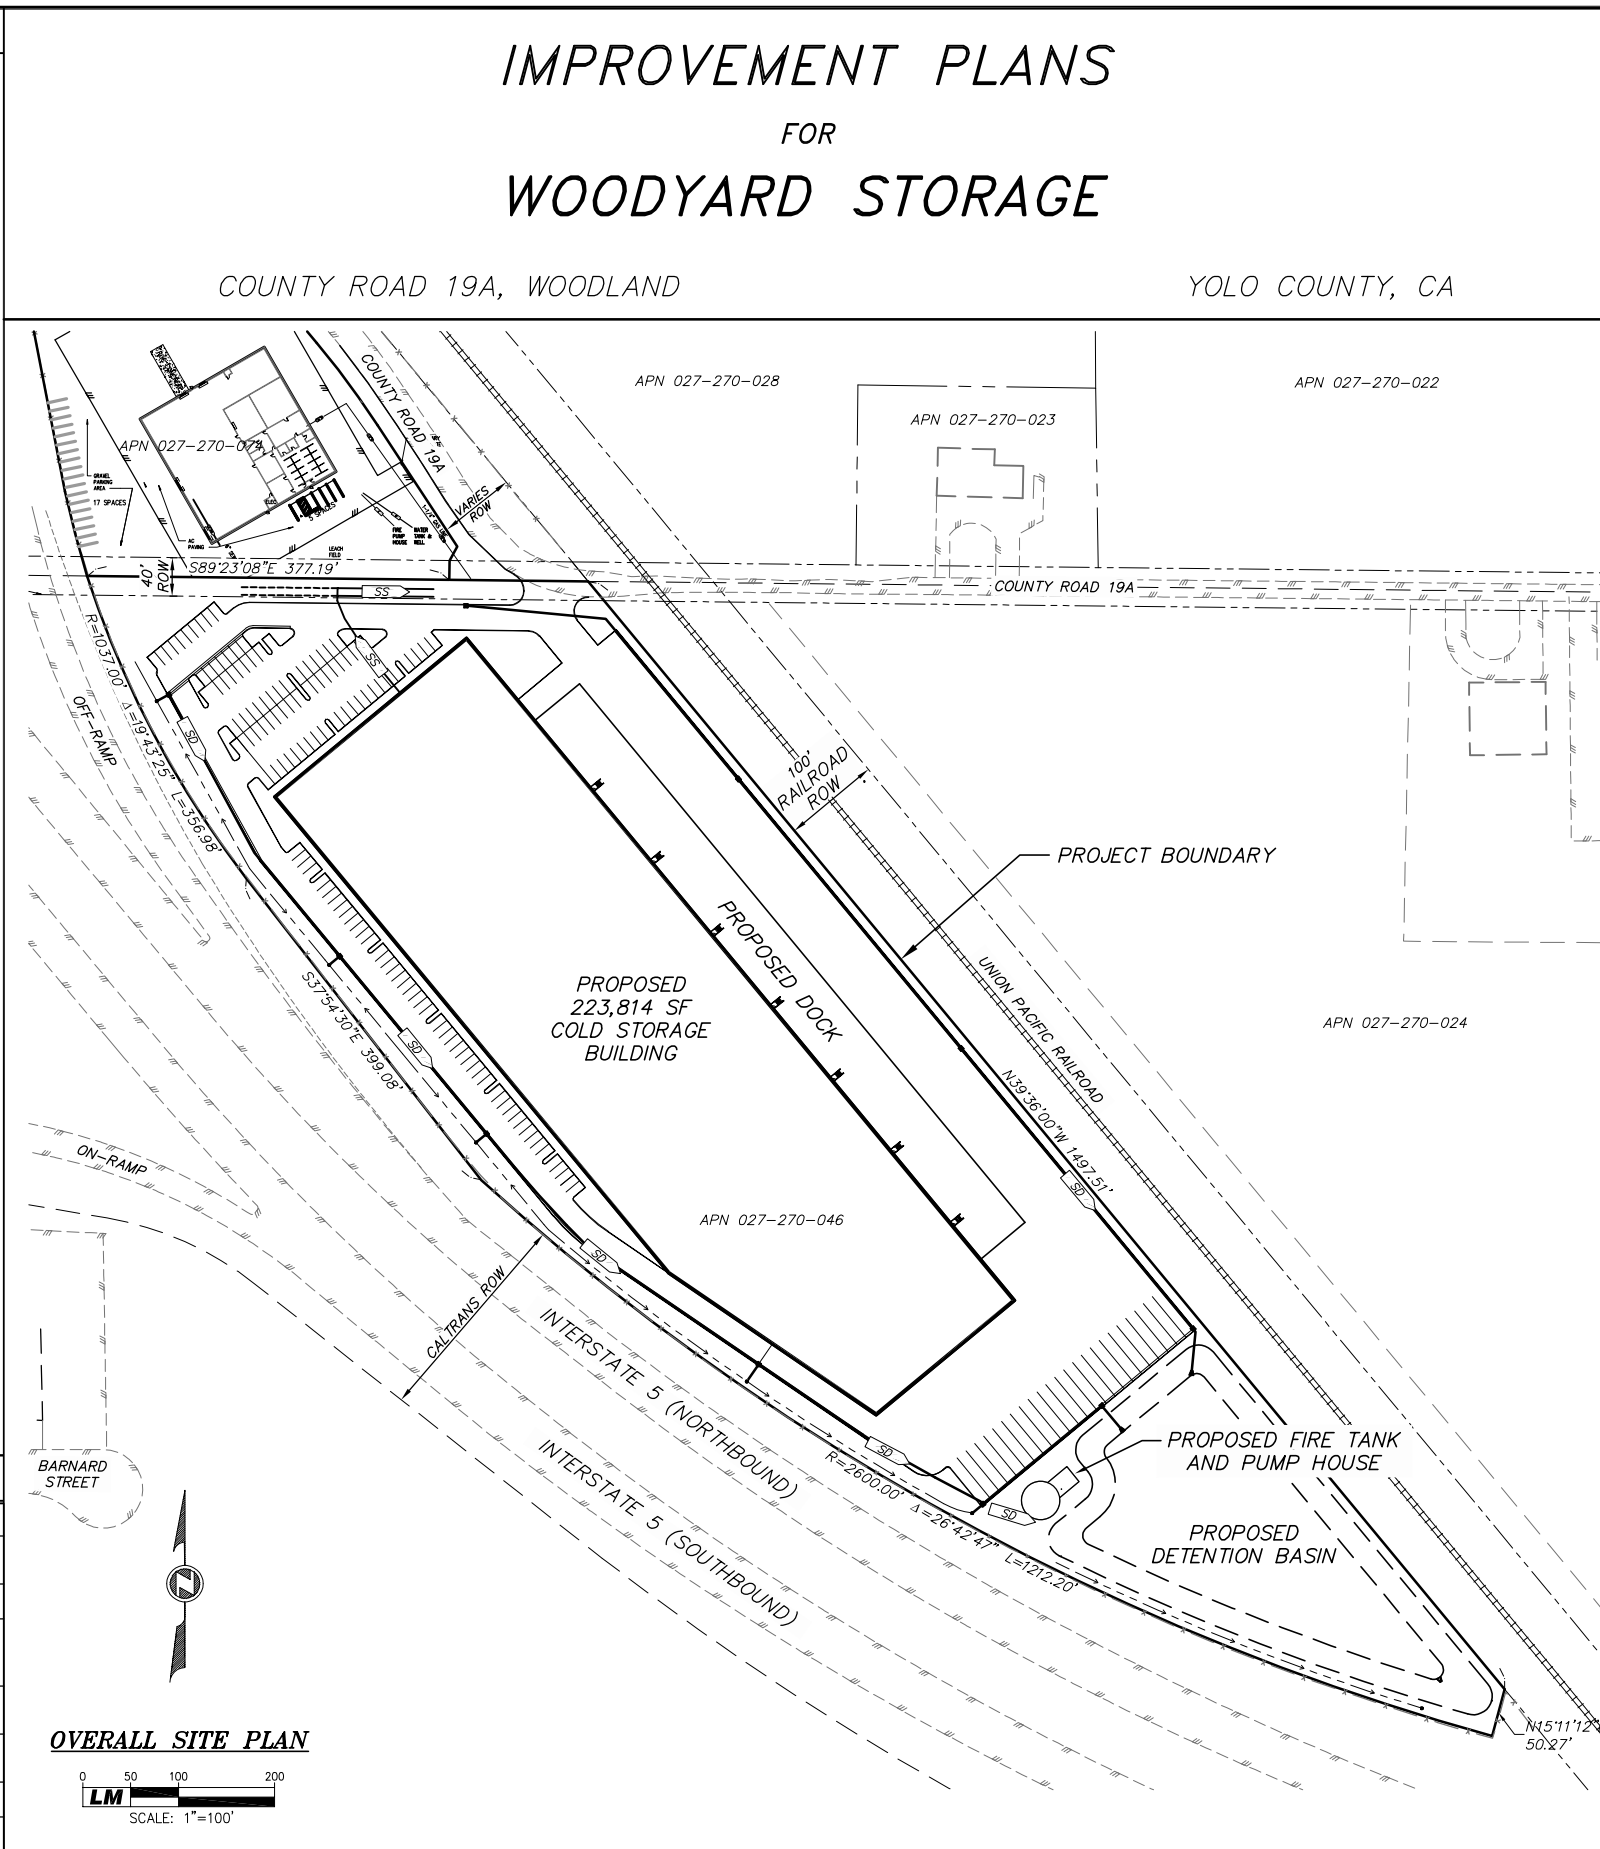 IMPROVEMENT PLANS
FOR
WOODYARD STORAGE
COUNTY ROAD 19A, WOODLAND
YOLO COUNTY, CA
APN 027-270-028
APN 027-270-022
APN 027-270-023
COUNTY ROAD 19A
APN 027-270-074
GRAVEL
PARKING
AREA
17 SPACES
5 SPACES
ELEC
AC
PAVING
LEACH
FIELD
FIRE
PUMP
HOUSE
WATER
TANK &
WELL
VARIES
ROW
40'
ROW
S89°23'08"E 377.19'
SS
COUNTY ROAD 19A
SS
R=1037.00' Δ=19°43'25" L=356.98'
OFF-RAMP
SD
100'
RAILROAD
ROW
PROJECT BOUNDARY
PROPOSED DOCK
UNION PACIFIC RAILROAD
PROPOSED
223,814 SF
COLD STORAGE
BUILDING
S37°54'30"E 399.08'
SD
APN 027-270-024
N39°36'00"W 1497.51'
SD
ON-RAMP
APN 027-270-046
SD
CALTRANS ROW
INTERSTATE 5 (NORTHBOUND)
INTERSTATE 5 (SOUTHBOUND)
SD
R=2600.00' Δ=26°42'47" L=1212.20'
PROPOSED FIRE TANK
AND PUMP HOUSE
SD
PROPOSED
DETENTION BASIN
BARNARD
STREET
N15°11'12"
50.27'
OVERALL SITE PLAN
0 50 100 200
LM
SCALE: 1"=100'